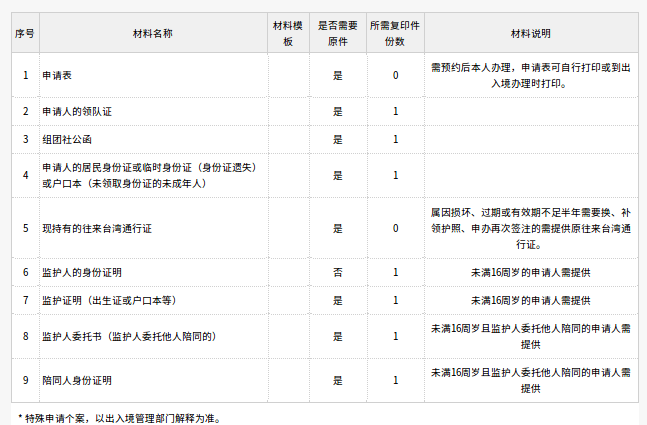 序号 材料名称 材料模板 是否需要原件 所需复印件份数 材料说明
1 申请表 是 0 需预约后本人办理，申请表可自行打印或到出入境办理时打印。
2 申请人的领队证 是 1
3 组团社公函 是 1
4 申请人的居民身份证或临时身份证（身份证遗失）或户口本（未领取身份证的未成年人） 是 1
5 现持有的往来台湾通行证 是 0 属因损坏、过期或有效期不足半年需要换、补领护照、申办再次签注的需提供原往来台湾通行证。
6 监护人的身份证明 否 1 未满16周岁的申请人需提供
7 监护证明（出生证或户口本等） 是 1 未满16周岁的申请人需提供
8 监护人委托书（监护人委托他人陪同的） 是 1 未满16周岁且监护人委托他人陪同的申请人需提供
9 陪同人身份证明 是 1 未满16周岁且监护人委托他人陪同的申请人需提供
* 特殊申请个案，以出入境管理部门解释为准。